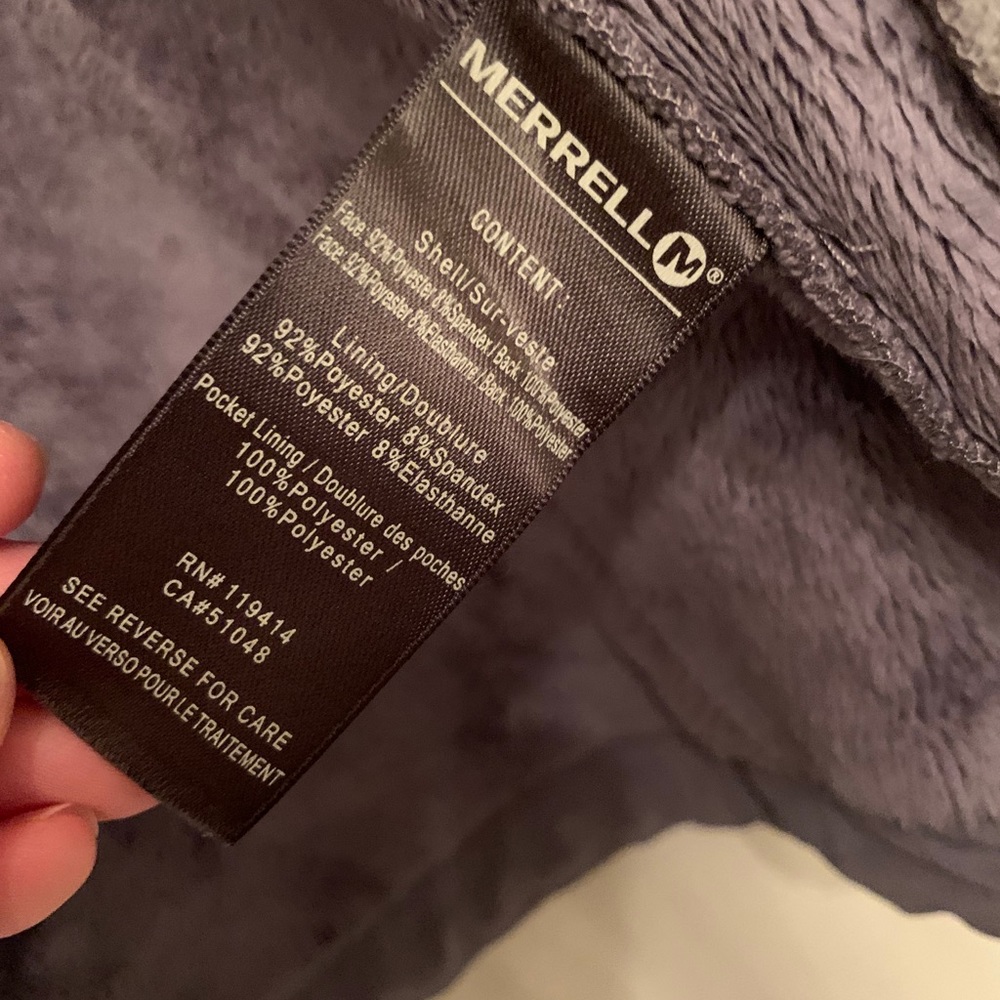 MERRELL M®
CONTENT:
Shell/Sur-veste
Face: 92%Polyester 8%Spandex/ Back: 100%Polyester
Face: 92%Polyester 8%Elasthanne/ Back: 100%Polyester
Lining/Doublure
92%Poyester 8%Spandex
92%Poyester 8%Elasthanne
Pocket Lining / Doublure des poches
100%Polyester /
100%Polyester
RN# 119414
CA#51048
SEE REVERSE FOR CARE
VOIR AU VERSO POUR LE TRAITEMENT